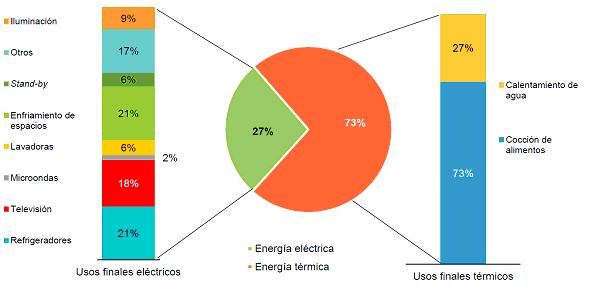 Iluminación
Otros
Stand-by
Enfriamiento de
espacios
Lavadoras
Microondas
Televisión
Refrigeradores
9%
17%
6%
21%
6%
2%
18%
21%
Usos finales eléctricos
27%
73%
Energía eléctrica
Energía térmica
27%
73%
Usos finales térmicos
Calentamiento de
agua
Cocción de
alimentos